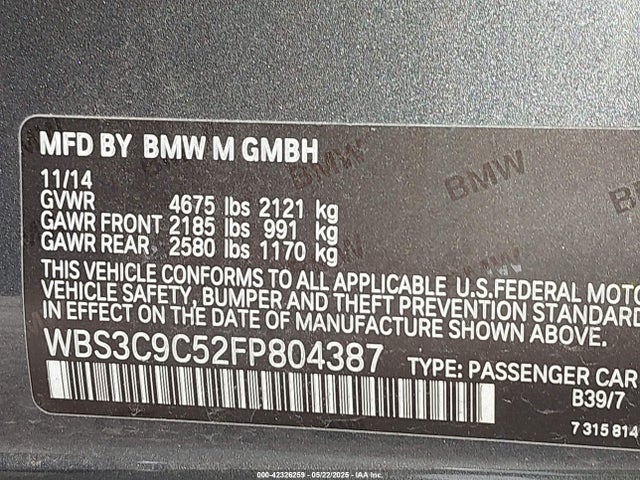 MFD BY BMW M GMBH
11/14
GVWR 4675 lbs 2121 kg
GAWR FRONT 2185 lbs 991 kg
GAWR REAR 2580 lbs 1170 kg
THIS VEHICLE CONFORMS TO ALL APPLICABLE U.S.FEDERAL MOTO
VEHICLE SAFETY, BUMPER AND THEFT PREVENTION STANDARD
IN EFFECT ON THE DATE OF MANUFACTURE SHOWN ABOVE.
WBS3C9C52FP804387 TYPE: PASSENGER CAR
B39/7
7 315 814
BMW
BMW
000-42326259 - 05/22/2025 - IAA Inc.